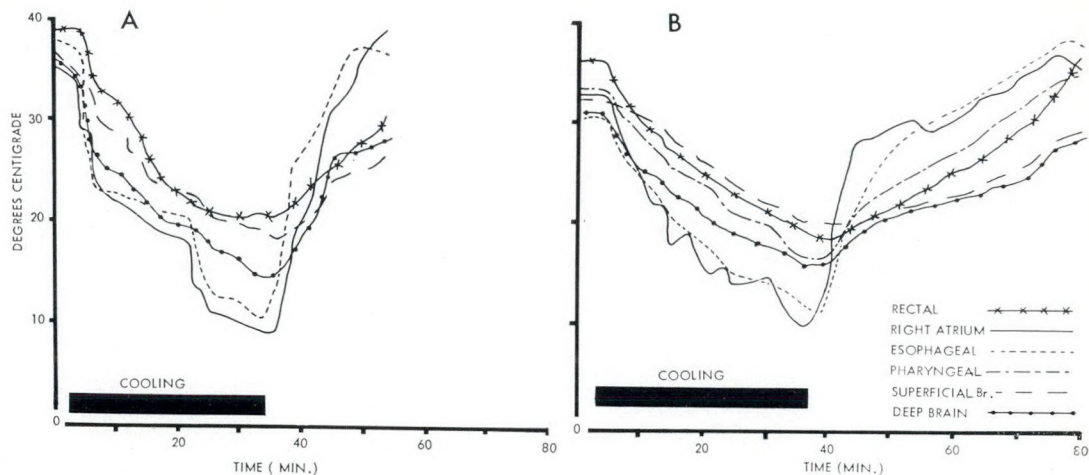 A
B
40
30
20
10
0
DEGREES CENTIGRADE
COOLING
20
40
60
80
TIME ( MIN.)
COOLING
0
20
40
60
80
TIME (MIN.)
RECTAL
RIGHT ATRIUM
ESOPHAGEAL
PHARYNGEAL
SUPERFICIAL Br.
DEEP BRAIN